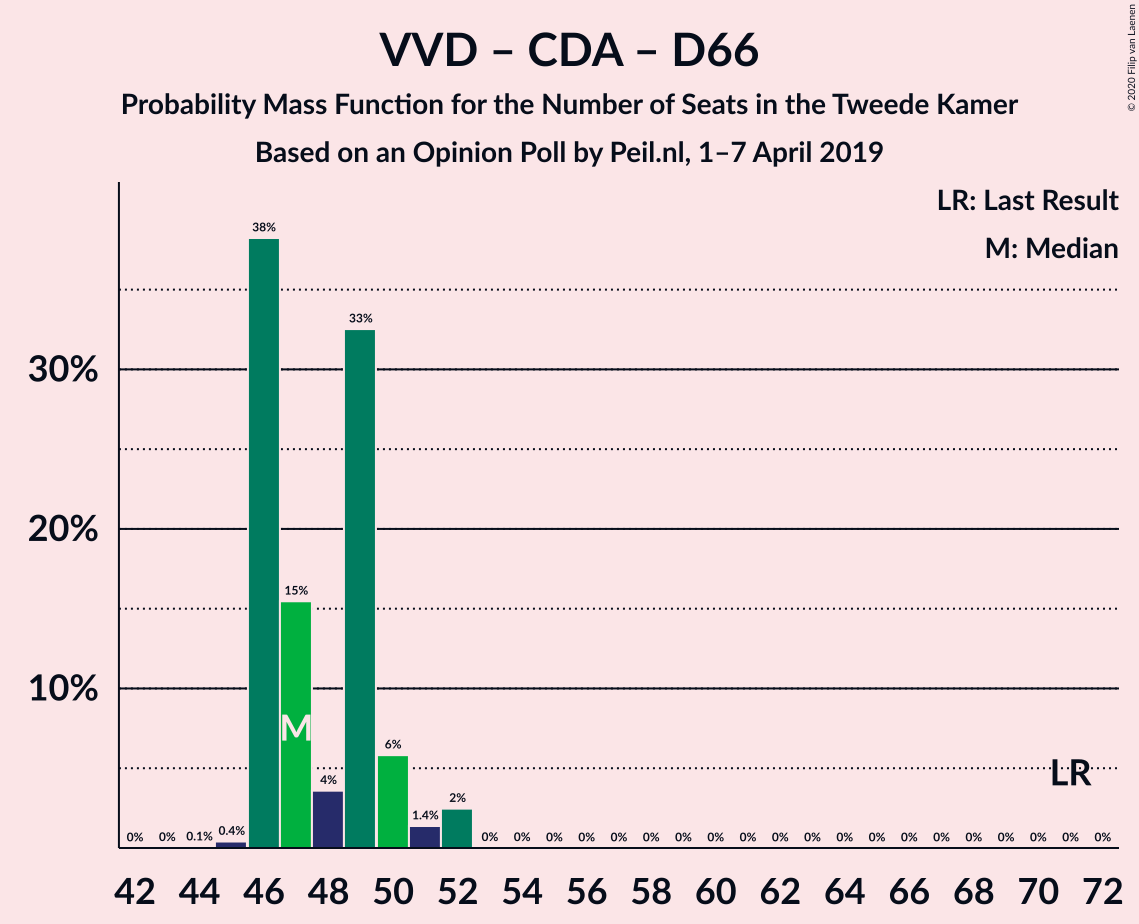 VVD – CDA – D66
Probability Mass Function for the Number of Seats in the Tweede Kamer
Based on an Opinion Poll by Peil.nl, 1–7 April 2019
© 2020 Filip van Laenen
LR: Last Result
M: Median
30%
20%
10%
0% 0% 0.1% 0.4% 38% 15% 4% 33% 6% 1.4% 2% 0% 0% 0% 0% 0% 0% 0% 0% 0% 0% 0% 0% 0% 0% 0% 0% 0% 0% 0% 0%
M
LR
42 44 46 48 50 52 54 56 58 60 62 64 66 68 70 72